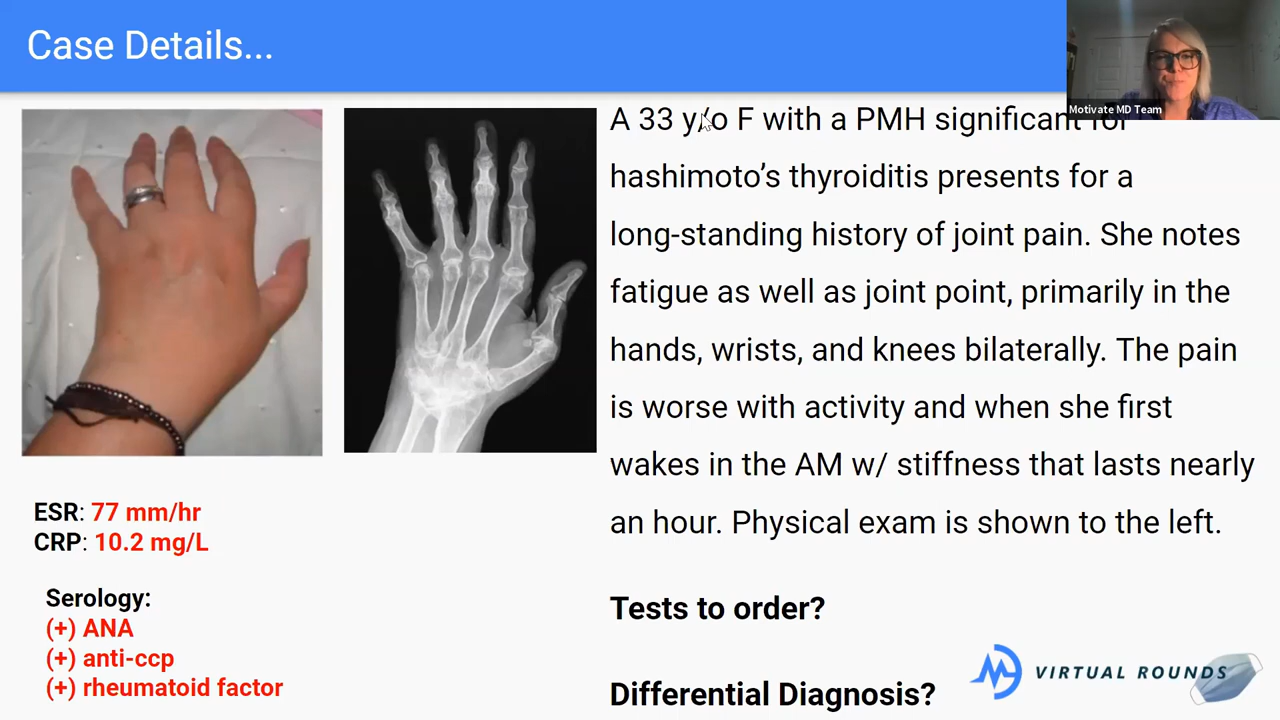 Case Details...
Motivate MD Team
A 33 y/o F with a PMH significant for
hashimoto’s thyroiditis presents for a
long-standing history of joint pain. She notes
fatigue as well as joint point, primarily in the
hands, wrists, and knees bilaterally. The pain
is worse with activity and when she first
wakes in the AM w/ stiffness that lasts nearly
an hour. Physical exam is shown to the left.
ESR: 77 mm/hr
CRP: 10.2 mg/L
Serology:
(+) ANA
(+) anti-ccp
(+) rheumatoid factor
Tests to order?
Differential Diagnosis?
VIRTUAL ROUNDS